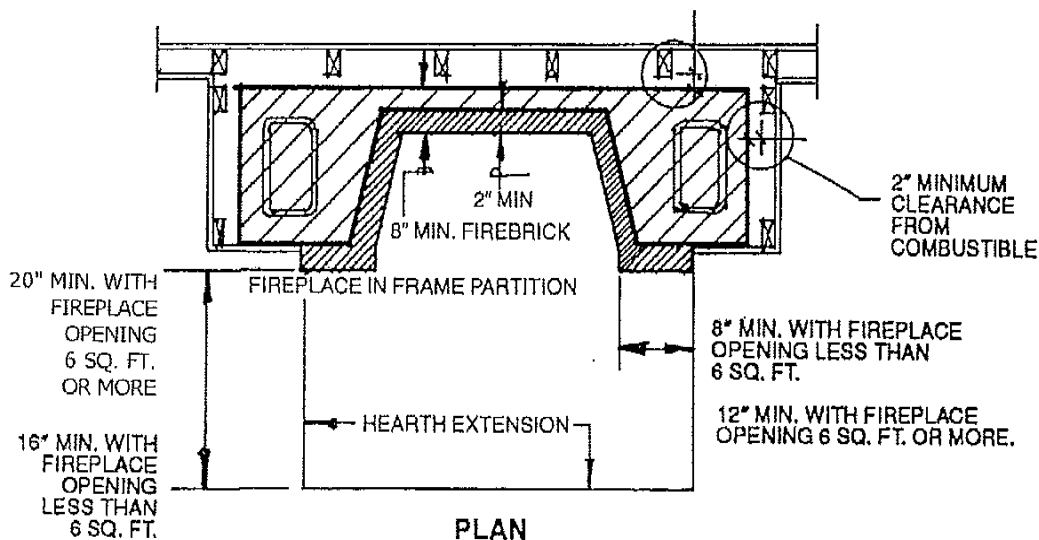 2" MIN
8" MIN. FIREBRICK
2" MINIMUM
CLEARANCE
FROM
COMBUSTIBLE
FIREPLACE IN FRAME PARTITION
20" MIN. WITH
FIREPLACE
OPENING
6 SQ. FT.
OR MORE
8" MIN. WITH FIREPLACE
OPENING LESS THAN
6 SQ. FT.
12" MIN. WITH FIREPLACE
OPENING 6 SQ. FT. OR MORE.
HEARTH EXTENSION
16" MIN. WITH
FIREPLACE
OPENING
LESS THAN
6 SQ. FT.
PLAN